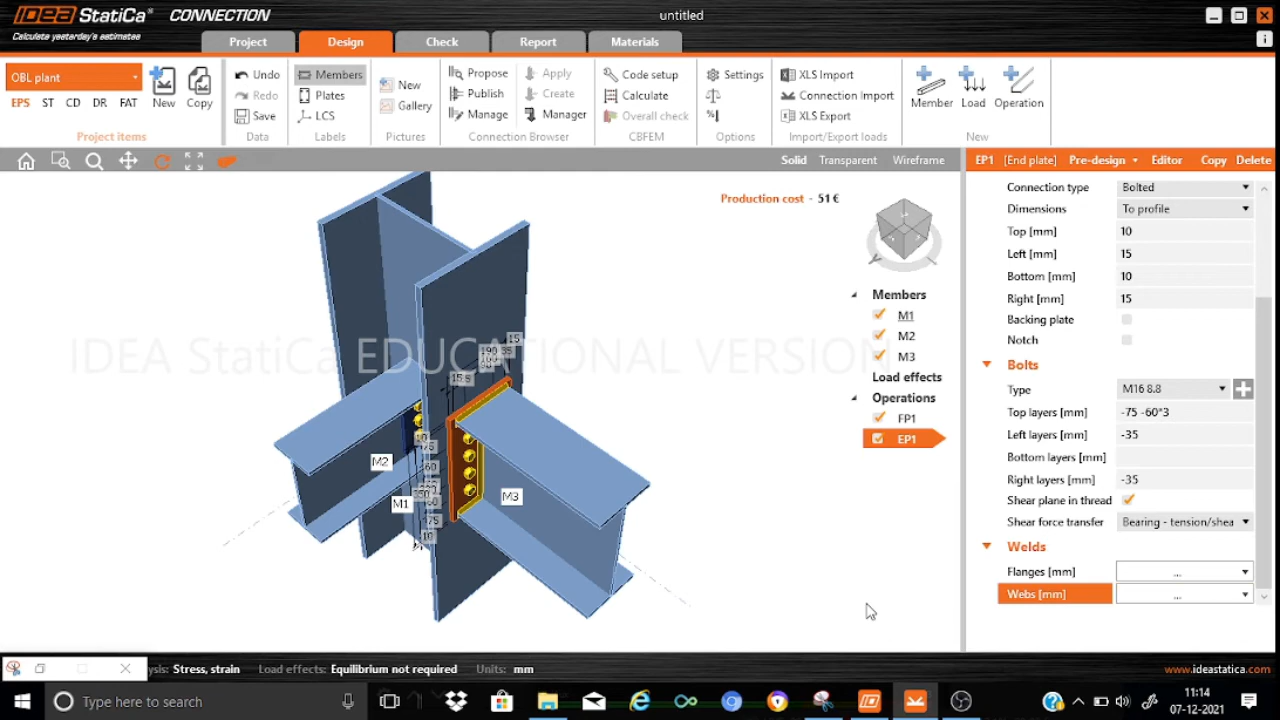 IDEA StatiCa® CONNECTION
untitled
Calculate yesterday's estimates
Project
Design
Check
Report
Materials
OBL plant
EPS ST CD DR FAT
New
Copy
Project items
Undo
Redo
Save
Data
Members
Plates
LCS
Labels
New
Gallery
Pictures
Propose
Publish
Manage
Apply
Create
Manager
Connection Browser
Code setup
Calculate
Overall check
CBFEM
Settings
Options
XLS Import
Connection Import
XLS Export
Import/Export loads
Member
Load
Operation
New
Solid Transparent Wireframe
EP1 [End plate] Pre-design Editor Copy Delete
Production cost - 51 €
Members
M1
M2
M3
Load effects
Operations
FP1
EP1
Connection type Bolted
Dimensions To profile
Top [mm] 10
Left [mm] 15
Bottom [mm] 10
Right [mm] 15
Backing plate
Notch
Bolts
Type M16 8.8
Top layers [mm] -75 -60*3
Left layers [mm] -35
Bottom layers [mm]
Right layers [mm] -35
Shear plane in thread
Shear force transfer Bearing - tension/shea
Welds
Flanges [mm] ...
Webs [mm] ...
IDEA StatiCa EDUCATIONAL VERSION
15
190
35
15
60
10
M2
M1
M3
ysis: Stress, strain Load effects: Equilibrium not required Units: mm
www.ideastatica.com
Type here to search
11:14
07-12-2021